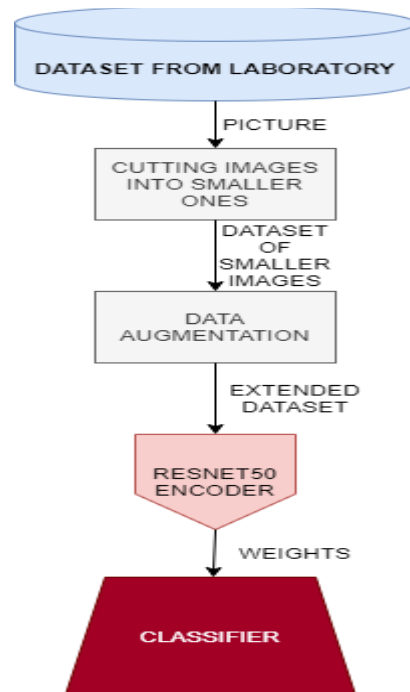 DATASET FROM LABORATORY
PICTURE
CUTTING IMAGES
INTO SMALLER
ONES
DATASET
OF
SMALLER
IMAGES
DATA
AUGMENTATION
EXTENDED
DATASET
RESNET50
ENCODER
WEIGHTS
CLASSIFIER